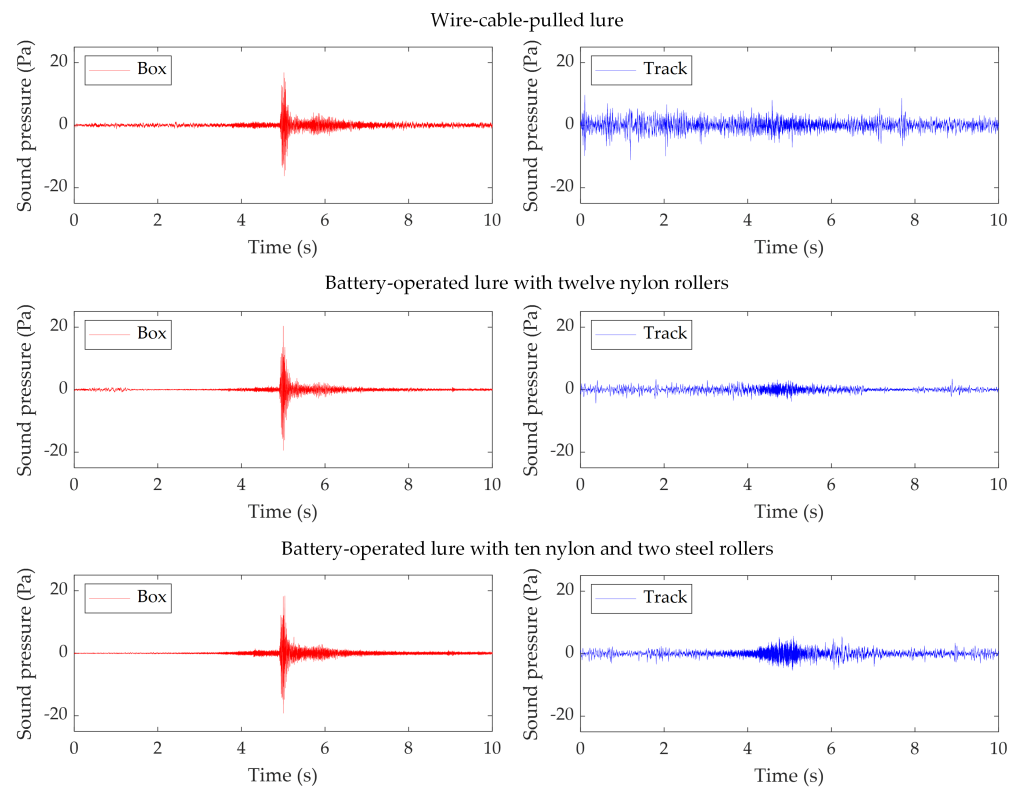 Wire-cable-pulled lure
Sound pressure (Pa)
20
0
-20
Box
0 2 4 6 8 10
Time (s)
Sound pressure (Pa)
20
0
-20
Track
0 2 4 6 8 10
Time (s)
Battery-operated lure with twelve nylon rollers
Sound pressure (Pa)
20
0
-20
Box
0 2 4 6 8 10
Time (s)
Sound pressure (Pa)
20
0
-20
Track
0 2 4 6 8 10
Time (s)
Battery-operated lure with ten nylon and two steel rollers
Sound pressure (Pa)
20
0
-20
Box
0 2 4 6 8 10
Time (s)
Sound pressure (Pa)
20
0
-20
Track
0 2 4 6 8 10
Time (s)